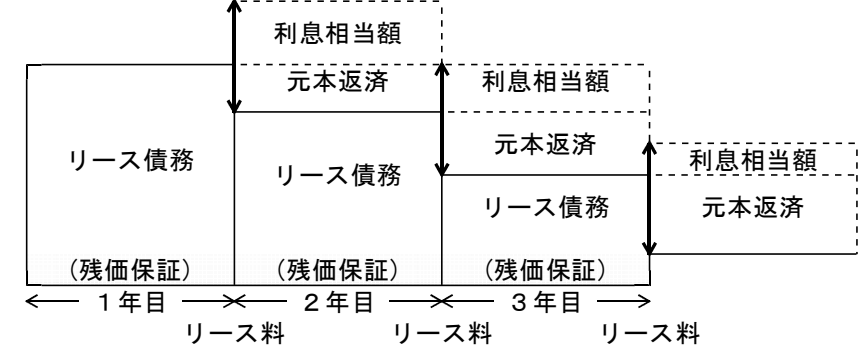 利息相当額
元本返済 利息相当額
元本返済 利息相当額
リース債務 リース債務 リース債務 元本返済
（残価保証） （残価保証） （残価保証）
１年目 ２年目 ３年目
リース料 リース料 リース料